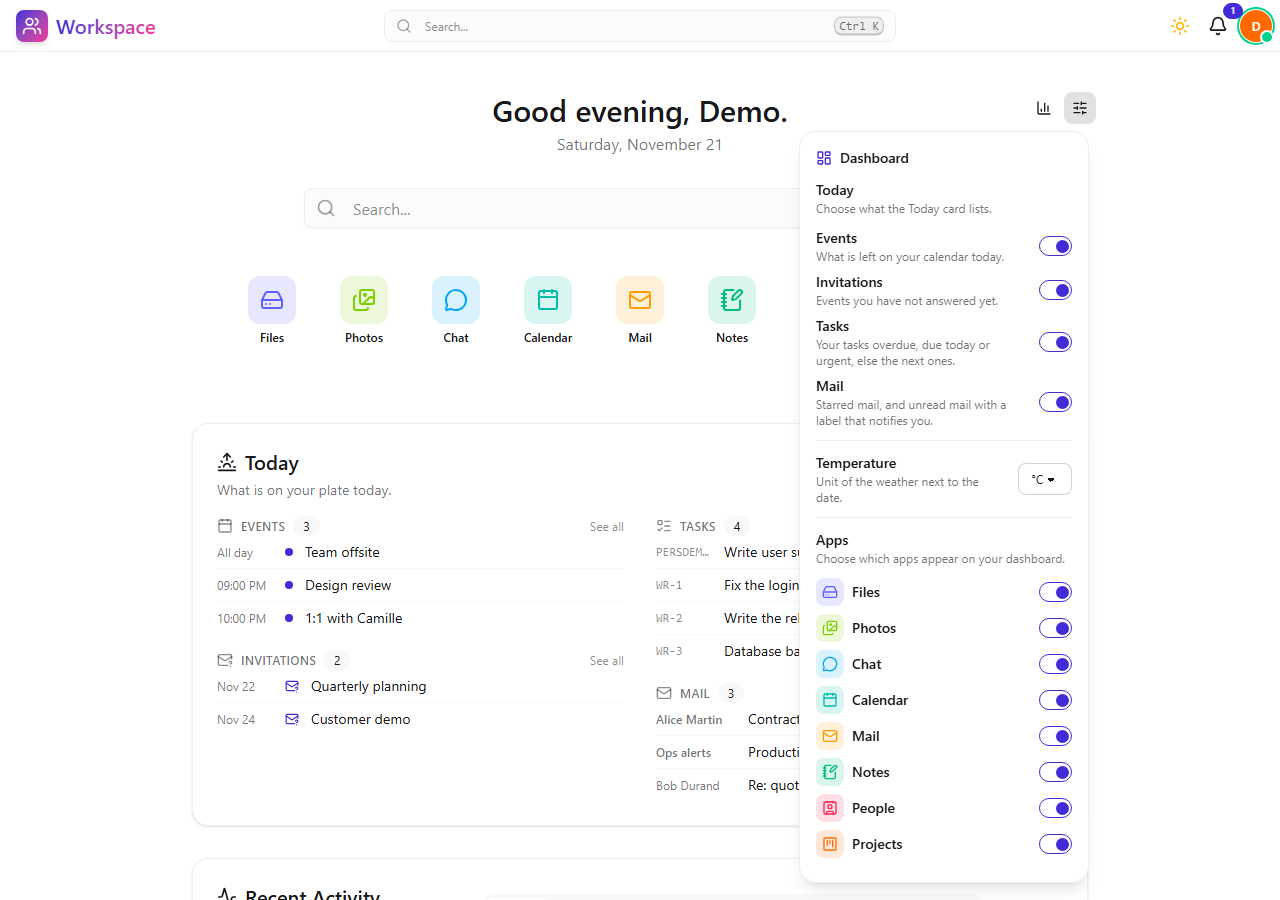 Workspace
Search...
Ctrl K
1
D
Good evening, Demo.
Saturday, November 21
Search...
Files
Photos
Chat
Calendar
Mail
Notes
Today
What is on your plate today.
EVENTS 3
See all
All day Team offsite
09:00 PM Design review
10:00 PM 1:1 with Camille
INVITATIONS 2
See all
Nov 22 Quarterly planning
Nov 24 Customer demo
TASKS 4
PERSDEM… Write user
WR-1 Fix the login
WR-2 Write the
WR-3 Database
MAIL 3
Alice Martin Contract
Ops alerts
Bob Durand Re:
Recent Activity
Dashboard
Today
Choose what the Today card lists.
Events
What is left on your calendar today.
Invitations
Events you have not answered yet.
Tasks
Your tasks overdue, due today or
urgent, else the next ones.
Mail
Starred mail, and unread mail with a
label that notifies you.
Temperature
Unit of the weather next to the
date.
°C
Apps
Choose which apps appear on your dashboard.
Files
Photos
Chat
Calendar
Mail
Notes
People
Projects